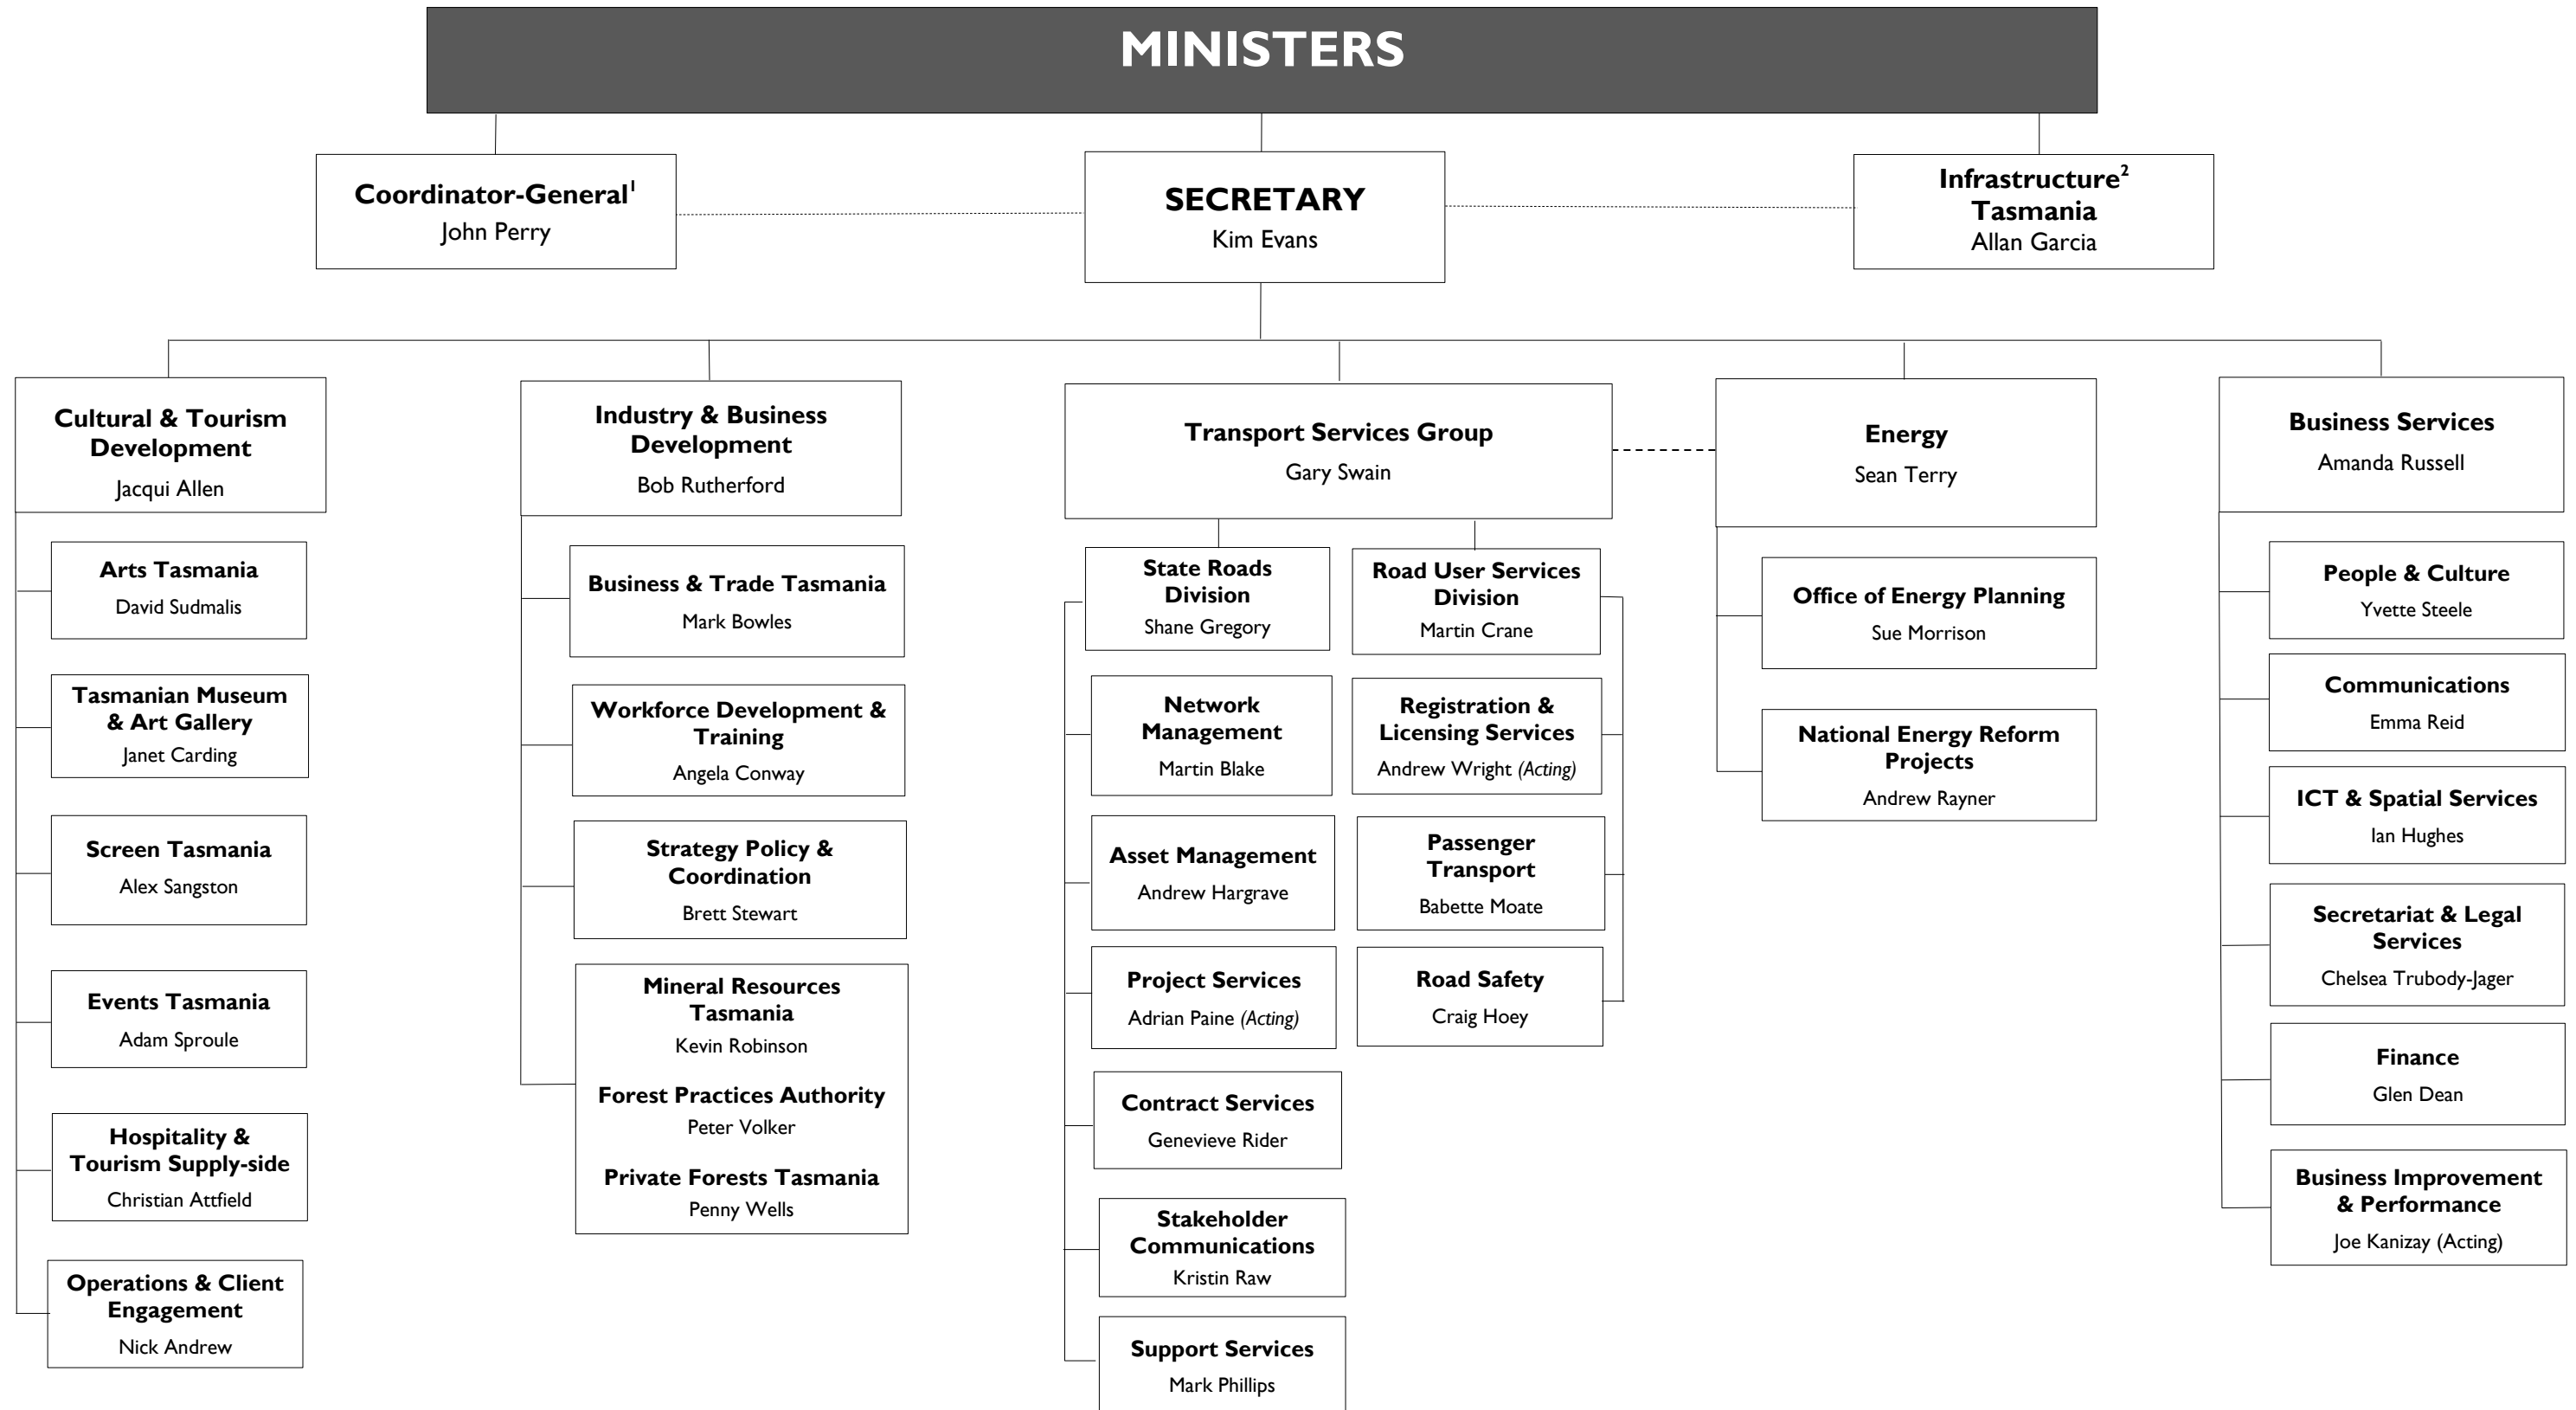 MINISTERS
Coordinator-General¹
John Perry
SECRETARY
Kim Evans
Infrastructure²
Tasmania
Allan Garcia
Cultural & Tourism
Development
Jacqui Allen
Arts Tasmania
David Sudmalis
Tasmanian Museum
& Art Gallery
Janet Carding
Screen Tasmania
Alex Sangston
Events Tasmania
Adam Sproule
Hospitality &
Tourism Supply-side
Christian Attfield
Operations & Client
Engagement
Nick Andrew
Industry & Business
Development
Bob Rutherford
Business & Trade Tasmania
Mark Bowles
Workforce Development &
Training
Angela Conway
Strategy Policy &
Coordination
Brett Stewart
Mineral Resources
Tasmania
Kevin Robinson
Forest Practices Authority
Peter Volker
Private Forests Tasmania
Penny Wells
Transport Services Group
Gary Swain
State Roads
Division
Shane Gregory
Network
Management
Martin Blake
Asset Management
Andrew Hargrave
Project Services
Adrian Paine (Acting)
Contract Services
Genevieve Rider
Stakeholder
Communications
Kristin Raw
Support Services
Mark Phillips
Road User Services
Division
Martin Crane
Registration &
Licensing Services
Andrew Wright (Acting)
Passenger
Transport
Babette Moate
Road Safety
Craig Hoey
Energy
Sean Terry
Office of Energy Planning
Sue Morrison
National Energy Reform
Projects
Andrew Rayner
Business Services
Amanda Russell
People & Culture
Yvette Steele
Communications
Emma Reid
ICT & Spatial Services
Ian Hughes
Secretariat & Legal
Services
Chelsea Trubody-Jager
Finance
Glen Dean
Business Improvement
& Performance
Joe Kanizay (Acting)